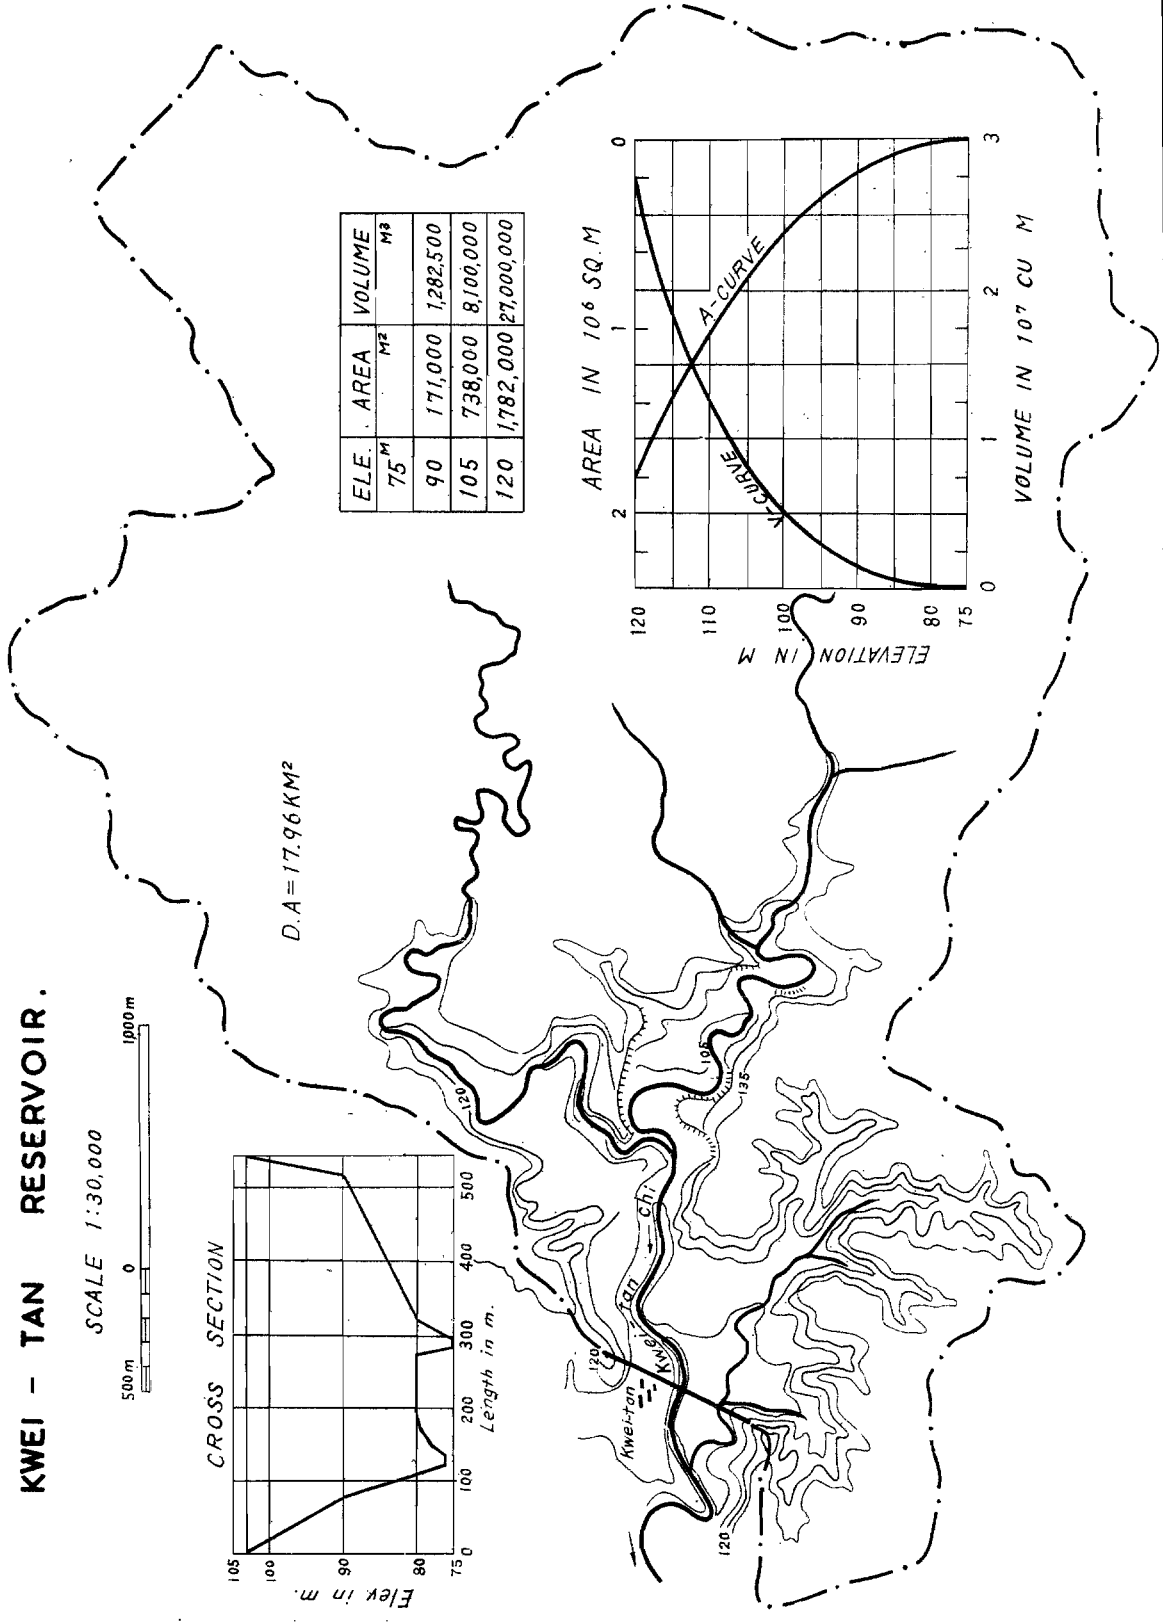 KWEI - TAN RESERVOIR.
SCALE 1:30,000
500m 0 1,000m
CROSS SECTION
105
100
90
80
75
Elev. in m.
0 100 200 300 400 500
Length in m.
D.A=17.96KM²
ELE. AREA VOLUME
75ᴹ M² M³
90 171,000 1,282,500
105 738,000 8,100,000
120 1,782,000 27,000,000
AREA IN 10⁶ SQ. M
2 1 0
120
110
100
90
80
75
ELEVATION IN M
A-CURVE
V-CURVE
0 1 2 3
VOLUME IN 10⁷ CU M
120
120
Kwei-tan
Kwei-tan chi
105
135
120